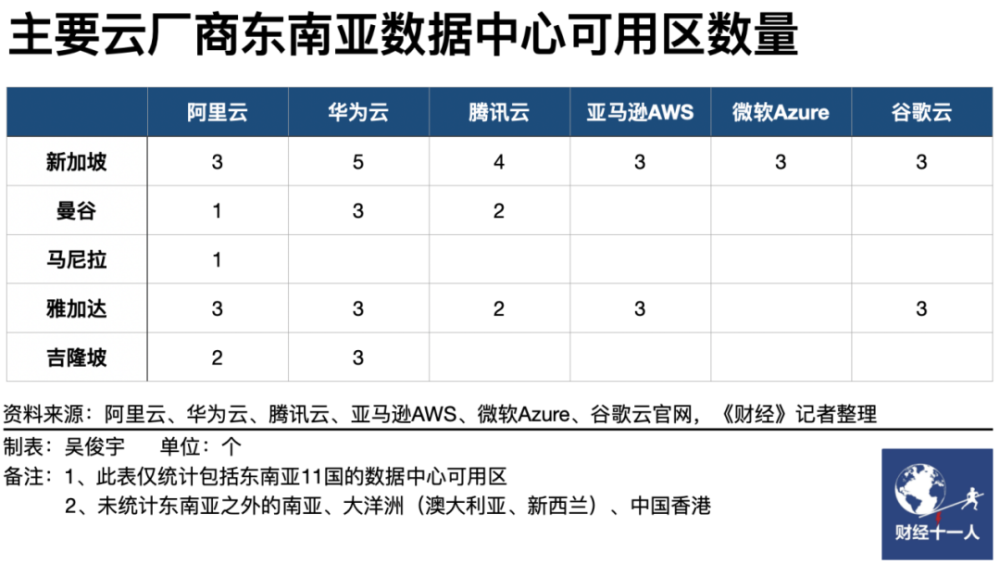 主要云厂商东南亚数据中心可用区数量
阿里云 华为云 腾讯云 亚马逊AWS 微软Azure 谷歌云
新加坡 3 5 4 3 3 3
曼谷 1 3 2
马尼拉 1
雅加达 3 3 2 3 3
吉隆坡 2 3
资料来源：阿里云、华为云、腾讯云、亚马逊AWS、微软Azure、谷歌云官网，《财经》记者整理
制表：吴俊宇 单位：个
备注：1、此表仅统计包括东南亚11国的数据中心可用区
2、未统计东南亚之外的南亚、大洋洲（澳大利亚、新西兰）、中国香港
财经十一人